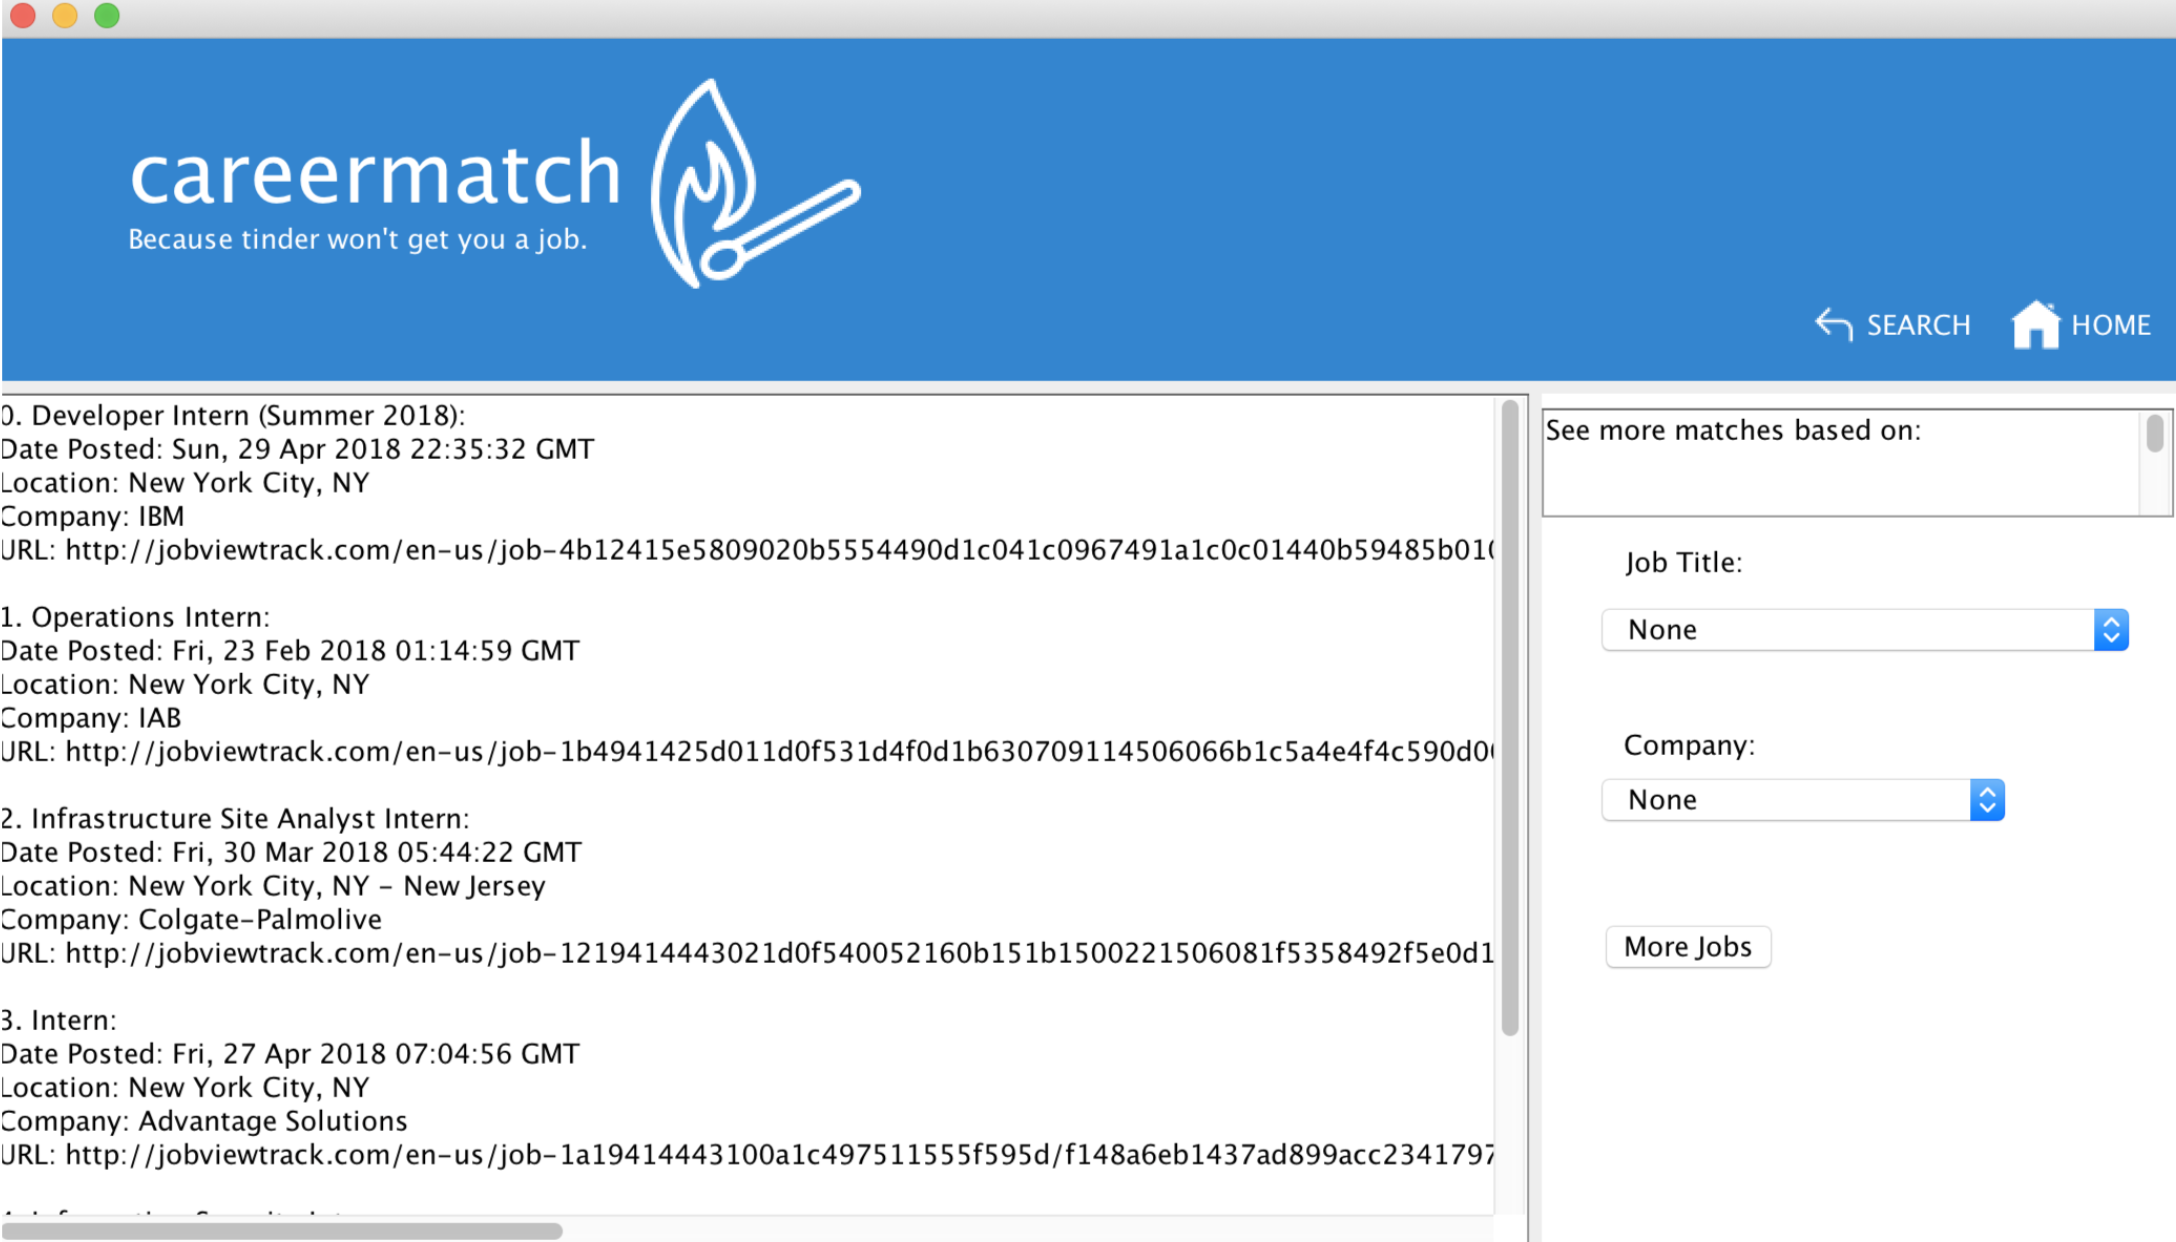 careermatch
Because tinder won't get you a job.
SEARCH
HOME
0. Developer Intern (Summer 2018):
Date Posted: Sun, 29 Apr 2018 22:35:32 GMT
Location: New York City, NY
Company: IBM
URL: http://jobviewtrack.com/en-us/job-4b12415e5809020b5554490d1c041c0967491a1c0c01440b59485b010
1. Operations Intern:
Date Posted: Fri, 23 Feb 2018 01:14:59 GMT
Location: New York City, NY
Company: IAB
URL: http://jobviewtrack.com/en-us/job-1b4941425d011d0f531d4f0d1b630709114506066b1c5a4e4f4c590d0
2. Infrastructure Site Analyst Intern:
Date Posted: Fri, 30 Mar 2018 05:44:22 GMT
Location: New York City, NY - New Jersey
Company: Colgate-Palmolive
URL: http://jobviewtrack.com/en-us/job-1219414443021d0f540052160b151b1500221506081f5358492f5e0d1
3. Intern:
Date Posted: Fri, 27 Apr 2018 07:04:56 GMT
Location: New York City, NY
Company: Advantage Solutions
URL: http://jobviewtrack.com/en-us/job-1a19414443100a1c497511555f595d/f148a6eb1437ad899acc2341797
See more matches based on:
Job Title:
None
Company:
None
More Jobs